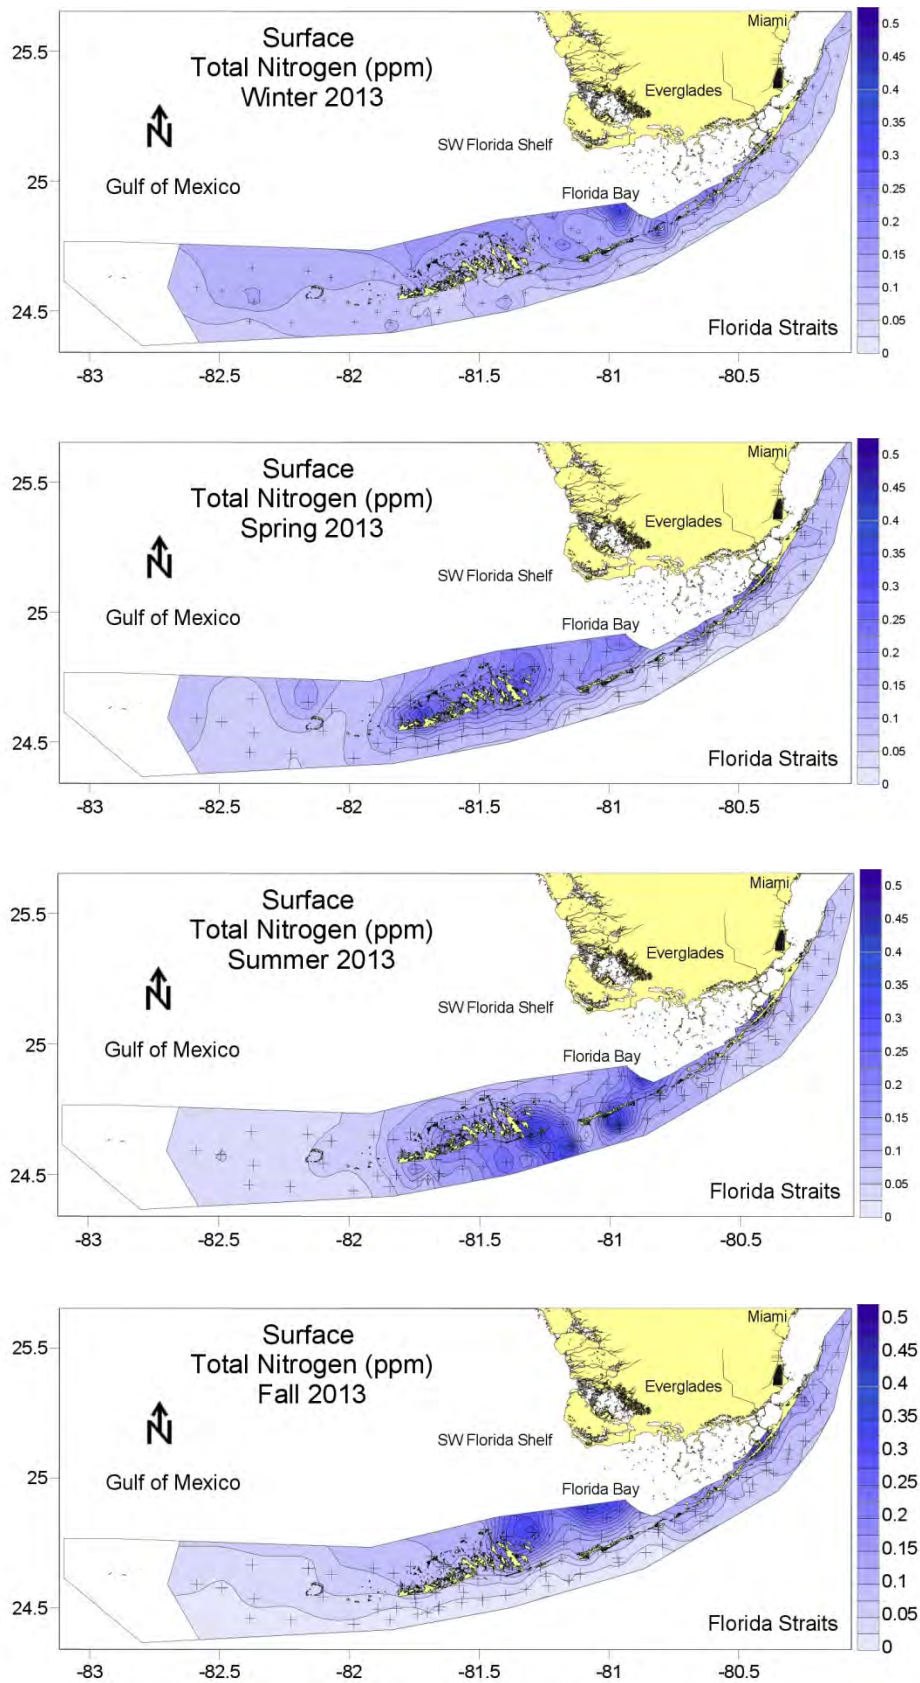 Surface
Total Nitrogen (ppm)
Winter 2013
N
Gulf of Mexico
SW Florida Shelf
Everglades
Miami
Florida Bay
Florida Straits
25.5
25
24.5
-83
-82.5
-82
-81.5
-81
-80.5
0.5
0.45
0.4
0.35
0.3
0.25
0.2
0.15
0.1
0.05
0
Surface
Total Nitrogen (ppm)
Spring 2013
N
Gulf of Mexico
SW Florida Shelf
Everglades
Miami
Florida Bay
Florida Straits
25.5
25
24.5
-83
-82.5
-82
-81.5
-81
-80.5
0.5
0.45
0.4
0.35
0.3
0.25
0.2
0.15
0.1
0.05
0
Surface
Total Nitrogen (ppm)
Summer 2013
N
Gulf of Mexico
SW Florida Shelf
Everglades
Miami
Florida Bay
Florida Straits
25.5
25
24.5
-83
-82.5
-82
-81.5
-81
-80.5
0.5
0.45
0.4
0.35
0.3
0.25
0.2
0.15
0.1
0.05
0
Surface
Total Nitrogen (ppm)
Fall 2013
N
Gulf of Mexico
SW Florida Shelf
Everglades
Miami
Florida Bay
Florida Straits
25.5
25
24.5
-83
-82.5
-82
-81.5
-81
-80.5
0.5
0.45
0.4
0.35
0.3
0.25
0.2
0.15
0.1
0.05
0